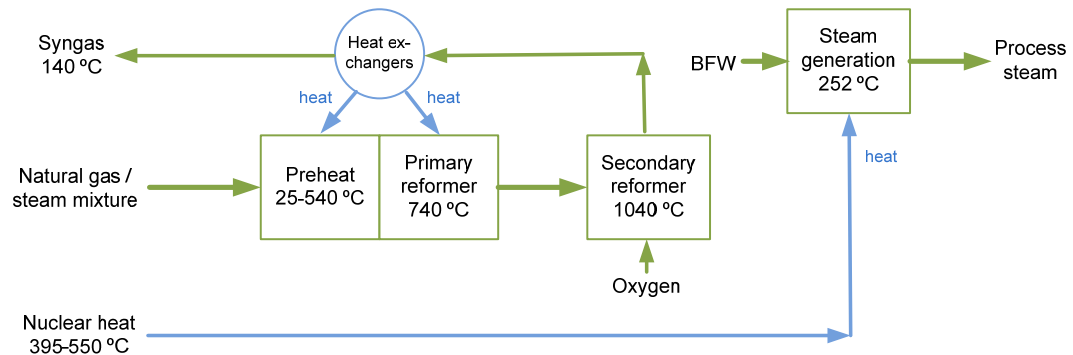 Syngas
140 ºC
Heat ex-
changers
heat
heat
BFW
Steam
generation
252 ºC
Process
steam
heat
Natural gas /
steam mixture
Preheat
25-540 ºC
Primary
reformer
740 ºC
Secondary
reformer
1040 ºC
Oxygen
Nuclear heat
395-550 ºC